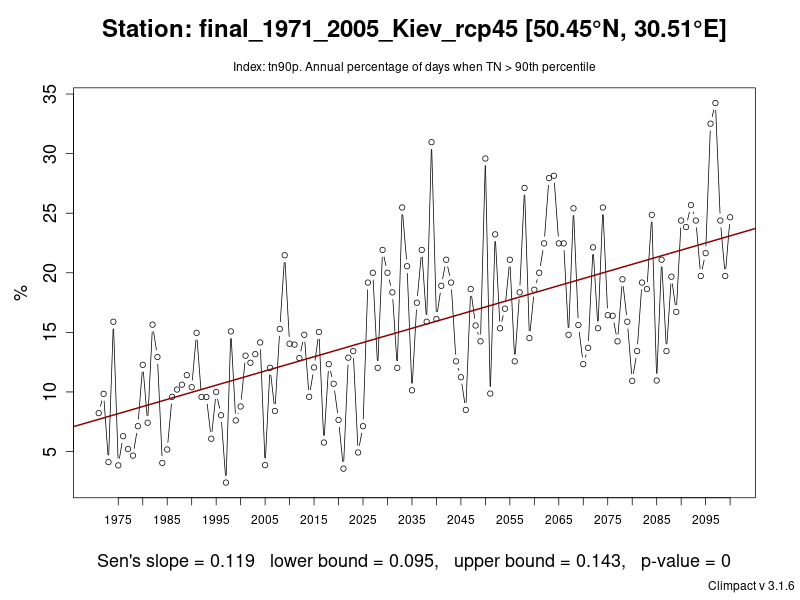 Station: final_1971_2005_Kiev_rcp45 [50.45°N, 30.51°E]
Index: tn90p. Annual percentage of days when TN > 90th percentile
35
30
25
20
15
10
5
%
1975 1985 1995 2005 2015 2025 2035 2045 2055 2065 2075 2085 2095
Sen's slope = 0.119 lower bound = 0.095, upper bound = 0.143, p-value = 0
Climpact v 3.1.6